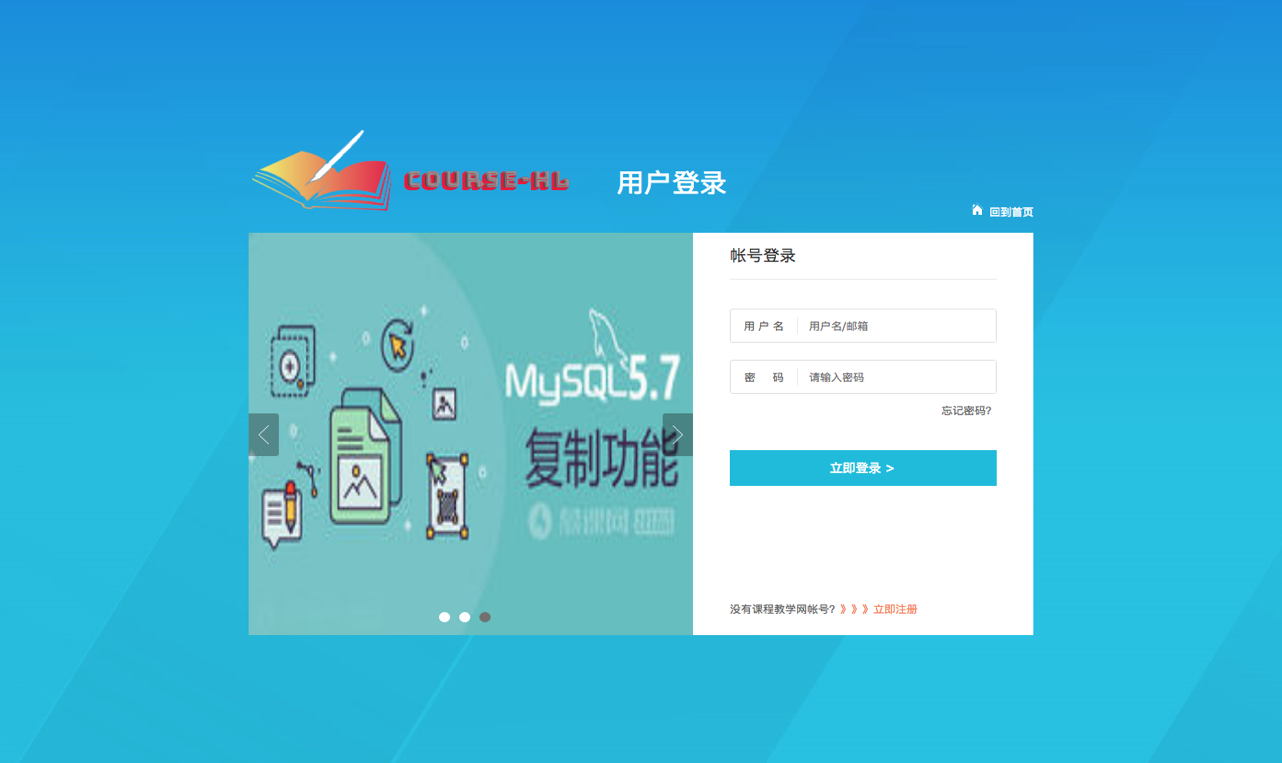 COURSE-HL
用户登录
回到首页
帐号登录
用户名 用户名/邮箱
MySQL5.7
密 码 请输入密码
忘记密码?
复制功能
立即登录 >
没有课程教学网帐号? 》》》立即注册